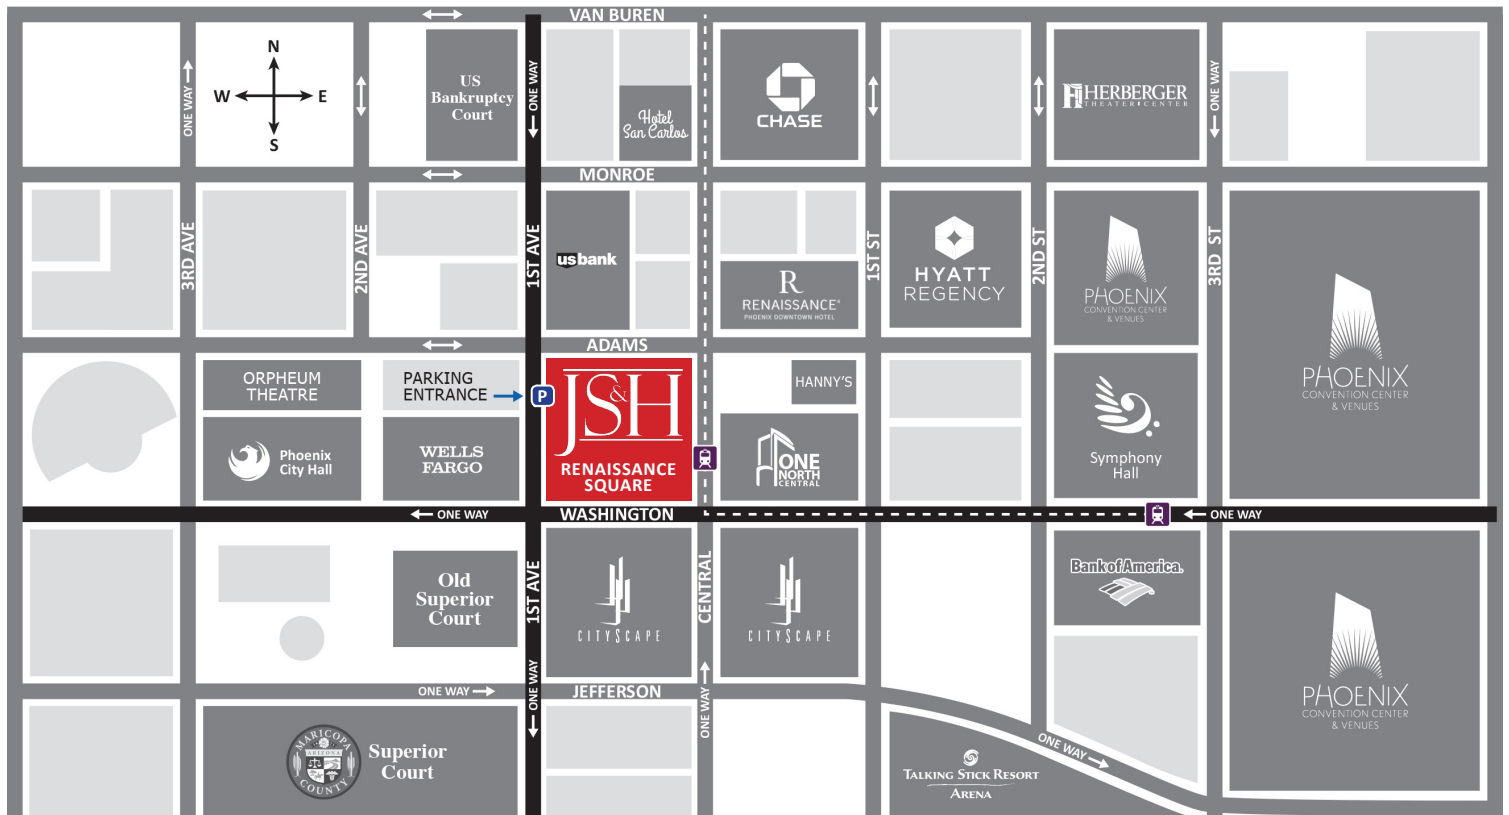 VAN BUREN
N
W E
S
ONE WAY
US
Bankruptcy
Court
ONE WAY
Hotel
San Carlos
CHASE
HERBERGER
THEATER CENTER
ONE WAY
MONROE
3RD AVE
2ND AVE
1ST AVE
usbank
R
RENAISSANCE®
PHOENIX DOWNTOWN HOTEL
1ST ST
HYATT
REGENCY
2ND ST
PHOENIX
CONVENTION CENTER
& VENUES
3RD ST
PHOENIX
CONVENTION CENTER
& VENUES
ADAMS
ORPHEUM
THEATRE
PARKING
ENTRANCE
P
JS&H
RENAISSANCE
SQUARE
HANNY'S
Phoenix
City Hall
WELLS
FARGO
ONE
NORTH
CENTRAL
Symphony
Hall
ONE WAY
WASHINGTON
ONE WAY
Old
Superior
Court
1ST AVE
CITYSCAPE
CENTRAL
CITYSCAPE
Bank of America.
PHOENIX
CONVENTION CENTER
& VENUES
ONE WAY
ONE WAY
JEFFERSON
ONE WAY
ONE WAY
MARICOPA
ARIZONA
COUNTY
Superior
Court
TALKING STICK RESORT
ARENA